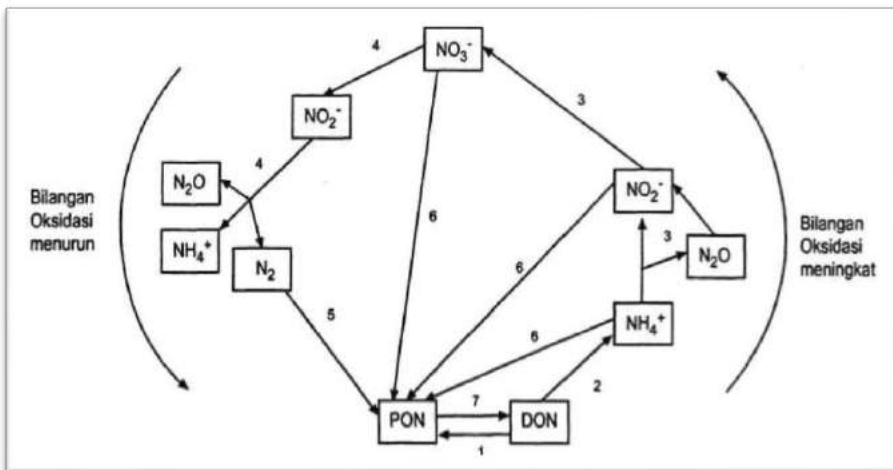 4
NO₃⁻
3
NO₂⁻
4
N₂O
NO₂⁻
Bilangan
Oksidasi
menurun
6
3
Bilangan
Oksidasi
meningkat
NH₄⁺
N₂
N₂O
6
5
NH₄⁺
6
2
PON
7
DON
1